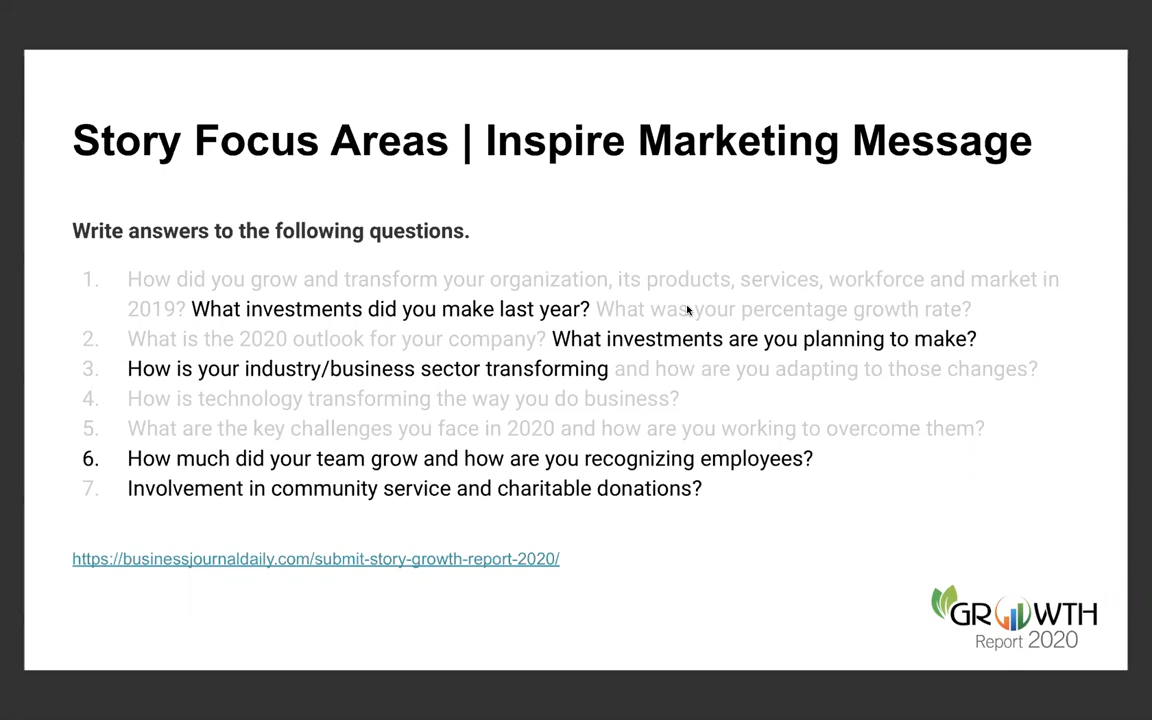 Story Focus Areas | Inspire Marketing Message
Write answers to the following questions.
1. How did you grow and transform your organization, its products, services, workforce and market in
2019? What investments did you make last year? What was your percentage growth rate?
2. What is the 2020 outlook for your company? What investments are you planning to make?
3. How is your industry/business sector transforming and how are you adapting to those changes?
4. How is technology transforming the way you do business?
5. What are the key challenges you face in 2020 and how are you working to overcome them?
6. How much did your team grow and how are you recognizing employees?
7. Involvement in community service and charitable donations?
https://businessjournaldaily.com/submit-story-growth-report-2020/
GROWTH
Report 2020